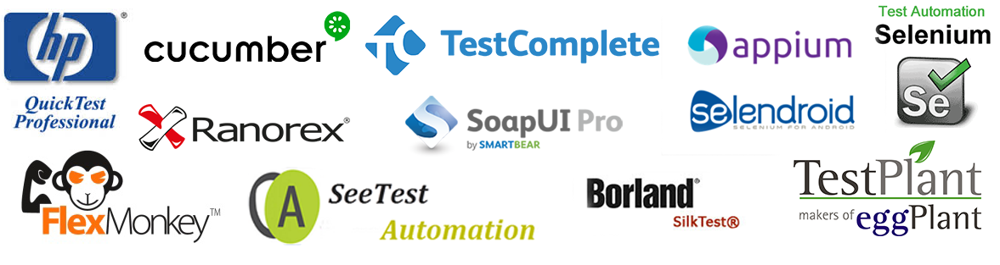 hp®
QuickTest
Professional
cucumber
TestComplete
appium
Test Automation
Selenium
Se
Ranorex®
SoapUI Pro
by SMARTBEAR
selendroid
SELENIUM FOR ANDROID
FlexMonkey™
A
SeeTest
Automation
Borland®
SilkTest®
TestPlant
makers of eggPlant